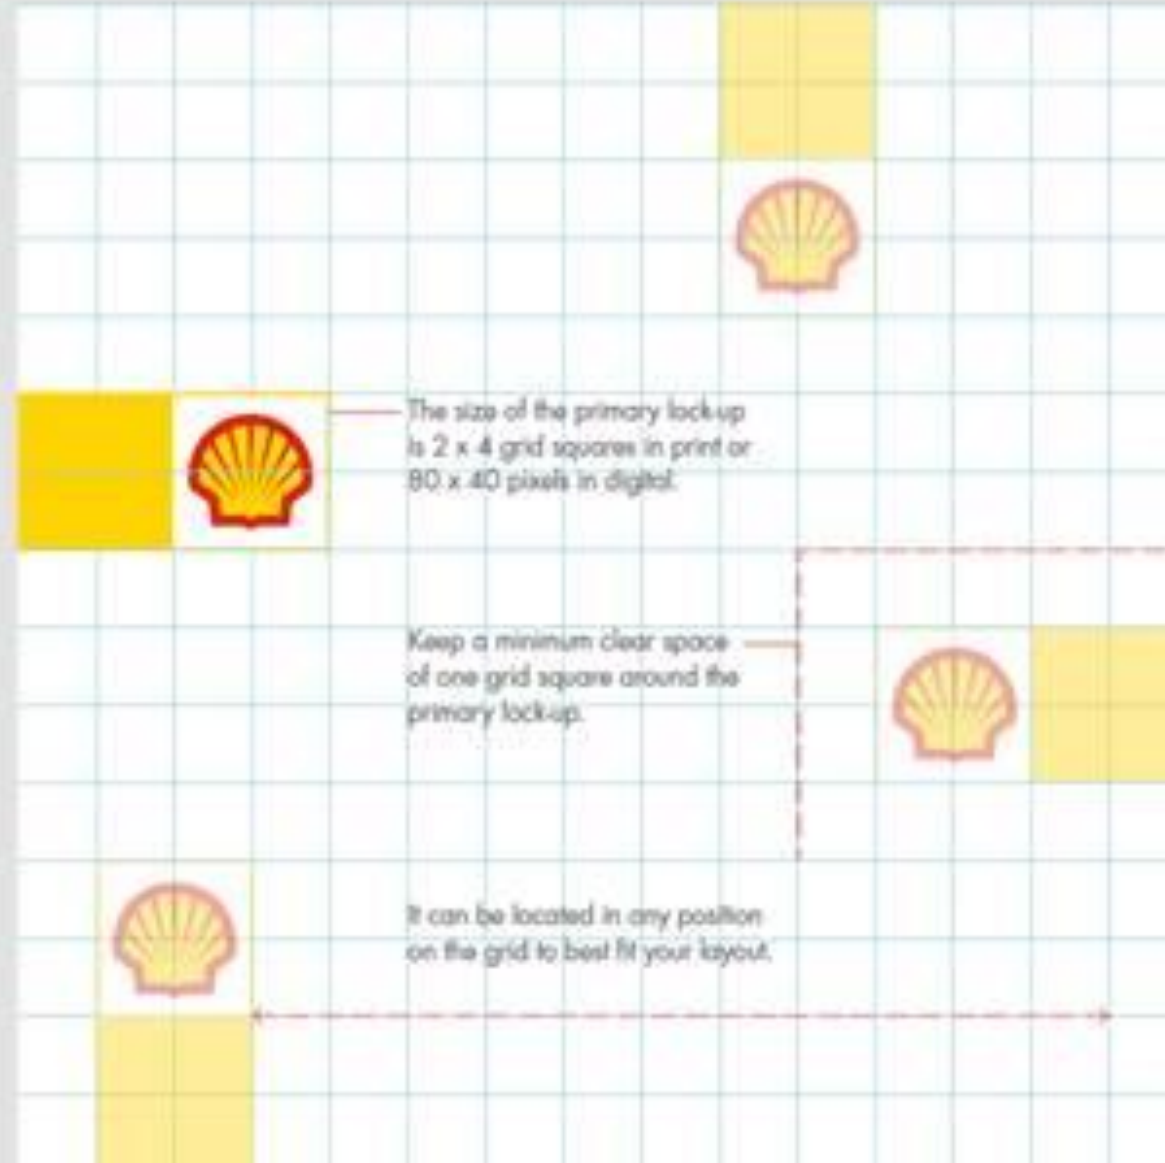 The size of the primary lock-up
is 2 x 4 grid squares in print or
80 x 40 pixels in digital.
Keep a minimum clear space
of one grid square around the
primary lock-up.
It can be located in any position
on the grid to best fit your layout.